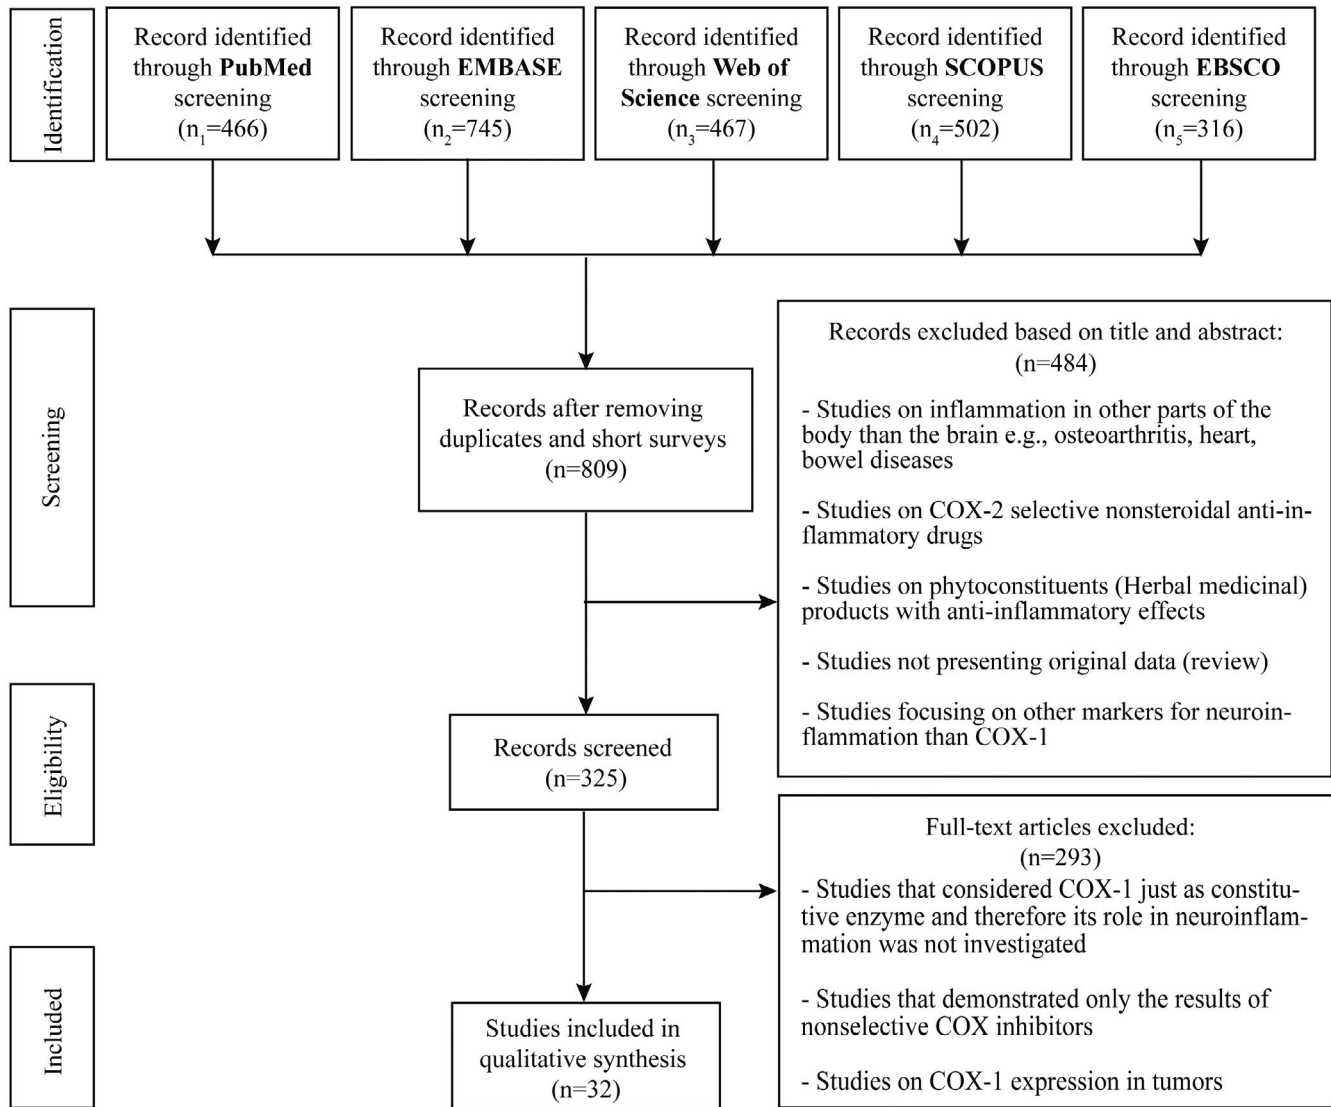 Identification
Record identified
through PubMed
screening
(n₁=466)
Record identified
through EMBASE
screening
(n₂=745)
Record identified
through Web of
Science screening
(n₃=467)
Record identified
through SCOPUS
screening
(n₄=502)
Record identified
through EBSCO
screening
(n₅=316)
Screening
Records after removing
duplicates and short surveys
(n=809)
Records excluded based on title and abstract:
(n=484)
- Studies on inflammation in other parts of the
body than the brain e.g., osteoarthritis, heart,
bowel diseases
- Studies on COX-2 selective nonsteroidal anti-in-
flammatory drugs
- Studies on phytoconstituents (Herbal medicinal)
products with anti-inflammatory effects
- Studies not presenting original data (review)
- Studies focusing on other markers for neuroin-
flammation than COX-1
Eligibility
Records screened
(n=325)
Full-text articles excluded:
(n=293)
- Studies that considered COX-1 just as constitu-
tive enzyme and therefore its role in neuroinflam-
mation was not investigated
- Studies that demonstrated only the results of
nonselective COX inhibitors
- Studies on COX-1 expression in tumors
Included
Studies included in
qualitative synthesis
(n=32)